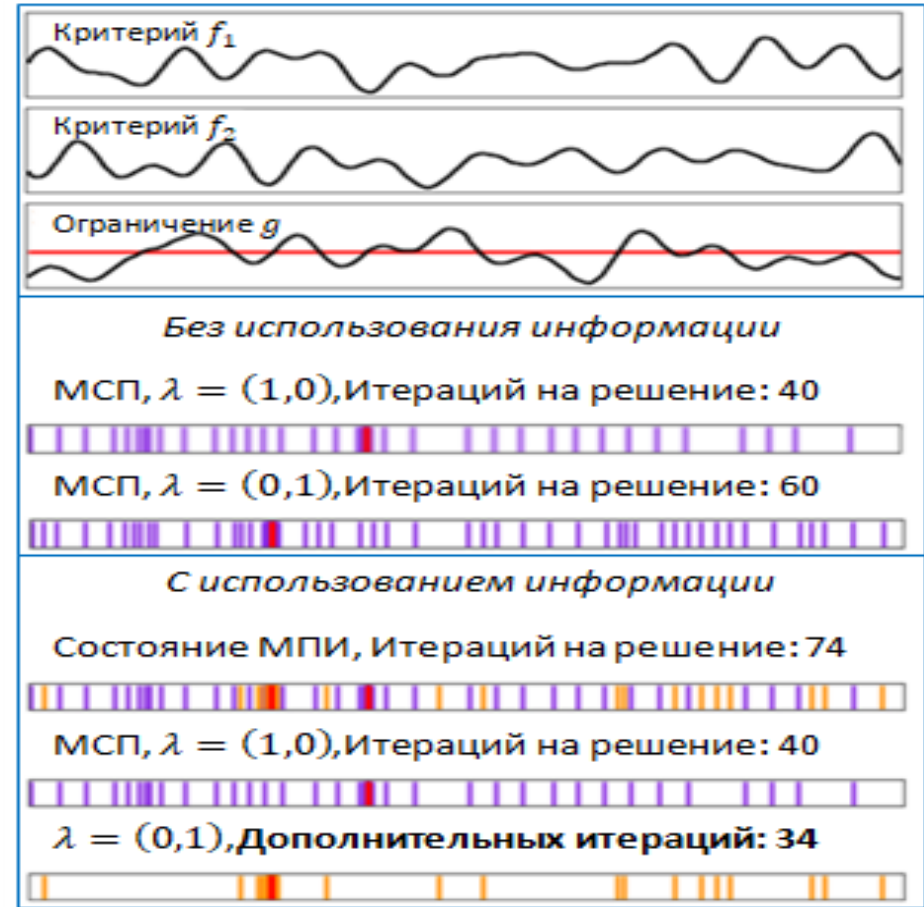 Критерий f₁
Критерий f₂
Ограничение g
Без использования информации
МСП, λ = (1,0),Итераций на решение: 40
МСП, λ = (0,1),Итераций на решение: 60
С использованием информации
Состояние МПИ, Итераций на решение: 74
МСП, λ = (1,0),Итераций на решение: 40
λ = (0,1),Дополнительных итераций: 34